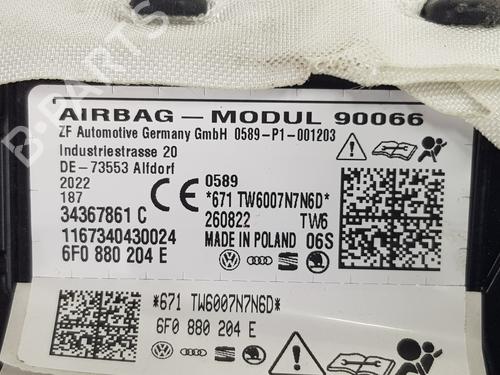 AIRBAG – MODUL 90066
ZF Automotive Germany GmbH 0589-P1-001203
Industriestrasse 20
DE-73553 Alfdorf
2022
187
34367861 C
1167340430024
6F0 880 204 E
CE 0589
*671 TW6007N7N6D*
260822 TW6
MADE IN POLAND 06S
*671 TW6007N7N6D*
6F0 880 204 E